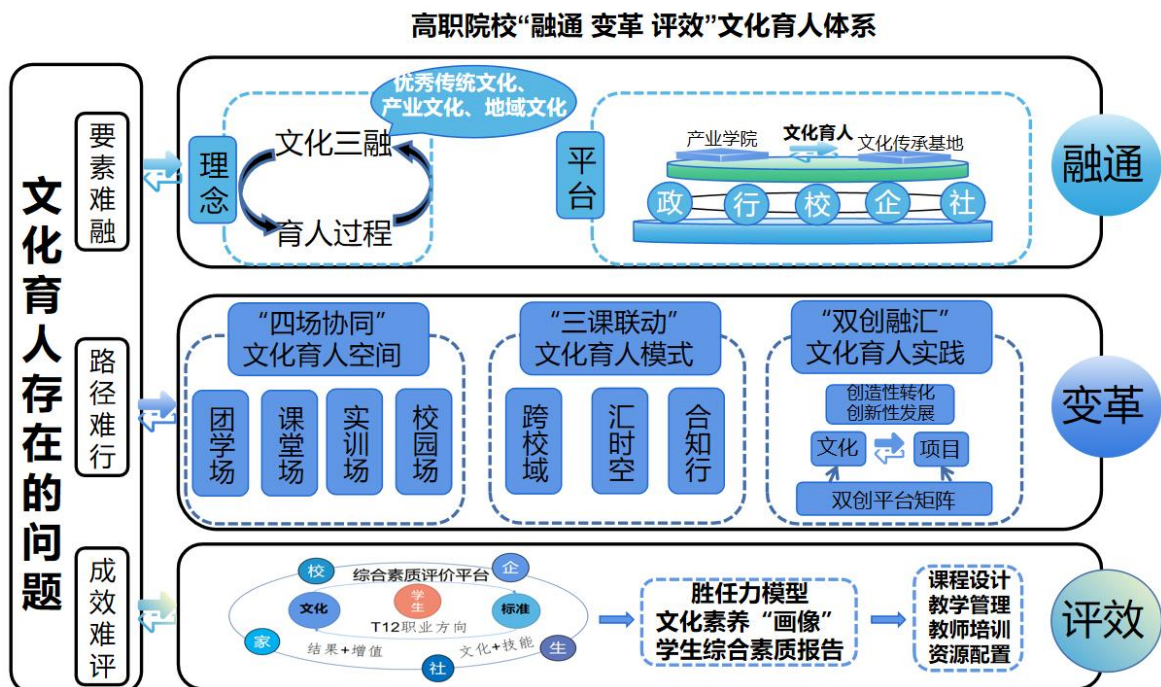 高职院校“融通 变革 评效”文化育人体系
文化育人存在的问题
要素难融
理念
文化三融
育人过程
优秀传统文化、
产业文化、地域文化
平台
产业学院
文化育人
文化传承基地
政
行
校
企
社
融通
路径难行
“四场协同”
文化育人空间
团学场
课堂场
实训场
校园场
“三课联动”
文化育人模式
跨校域
汇时空
合知行
“双创融汇”
文化育人实践
创造性转化
创新性发展
文化
项目
双创平台矩阵
变革
成效难评
校
企
家
社
生
综合素质评价平台
文化
学生
标准
T12职业方向
结果+增值
文化+技能
胜任力模型
文化素养“画像”
学生综合素质报告
课程设计
教学管理
教师培训
资源配置
评效